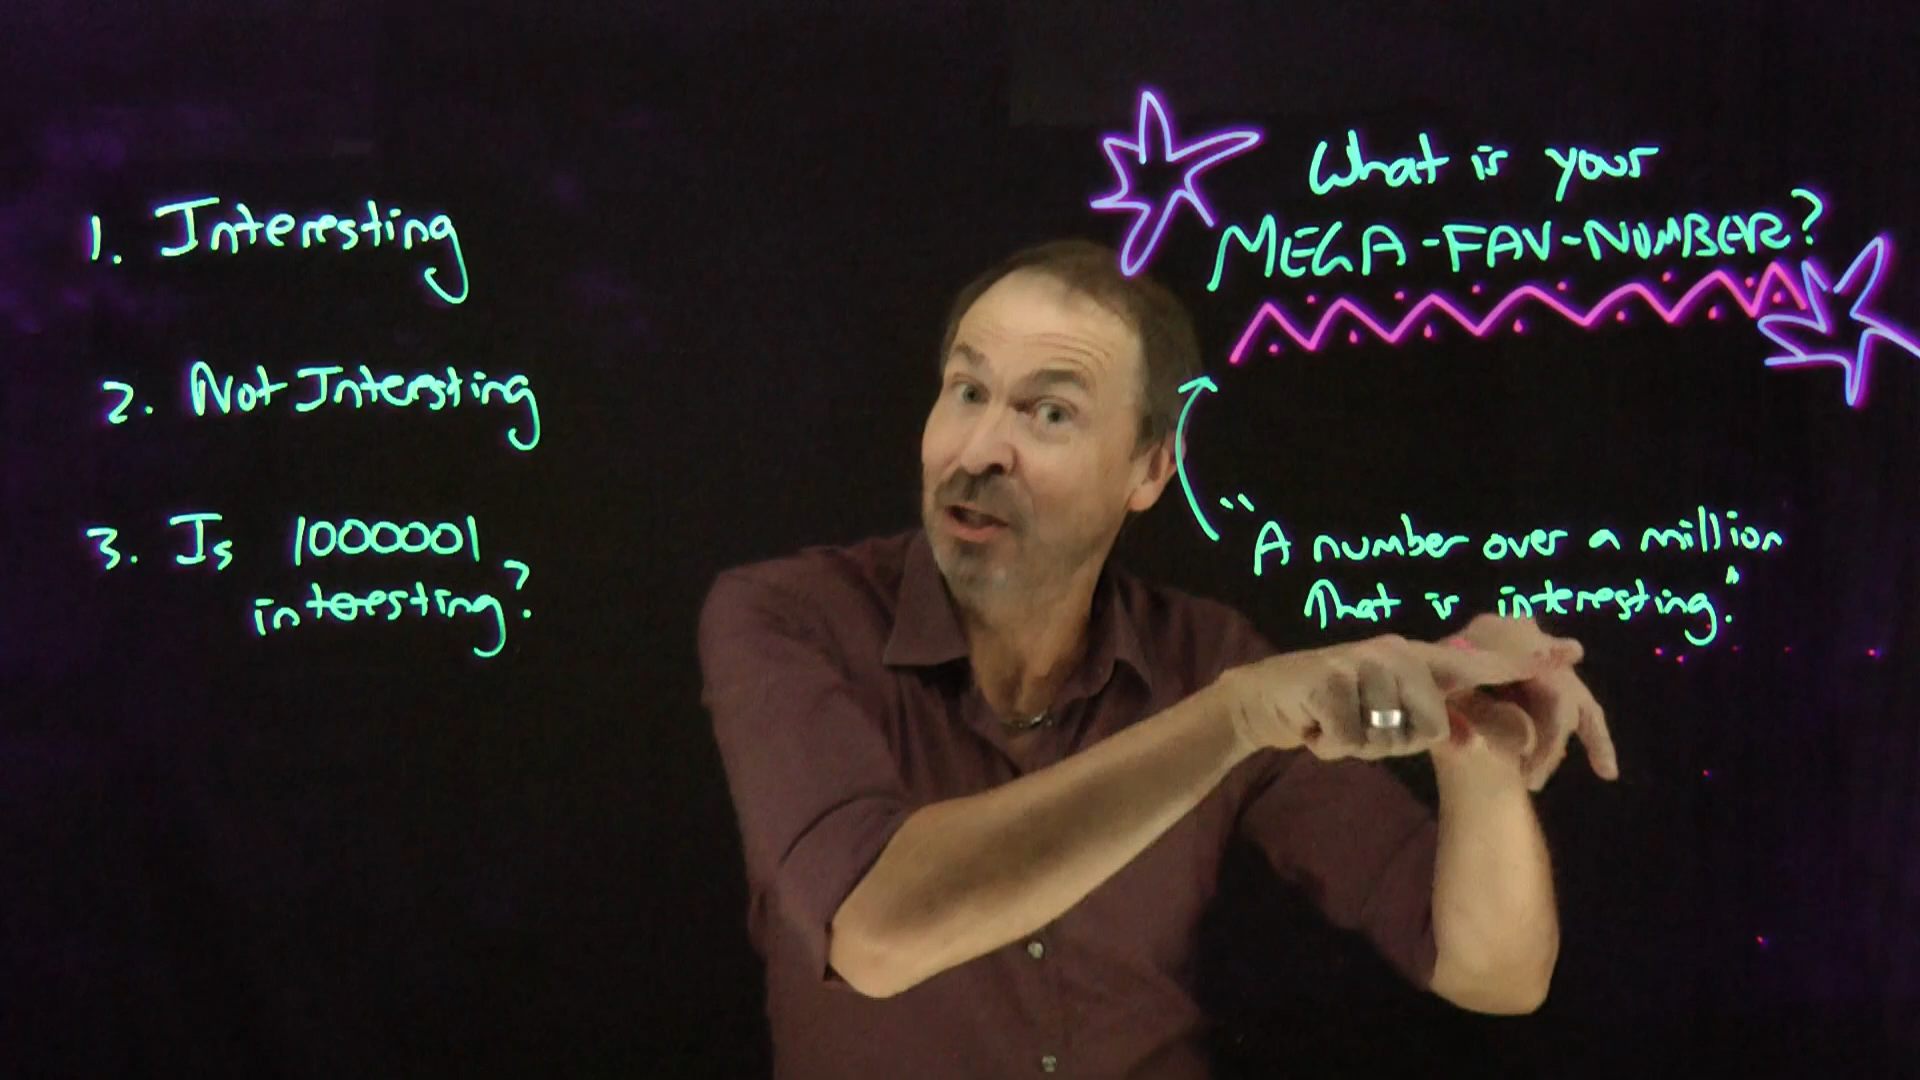 1. Interesting
2. Not Interesting
3. Is 1000001
interesting?
What is your
MEGA-FAV-NUMBER?
"A number over a million
that is interesting."